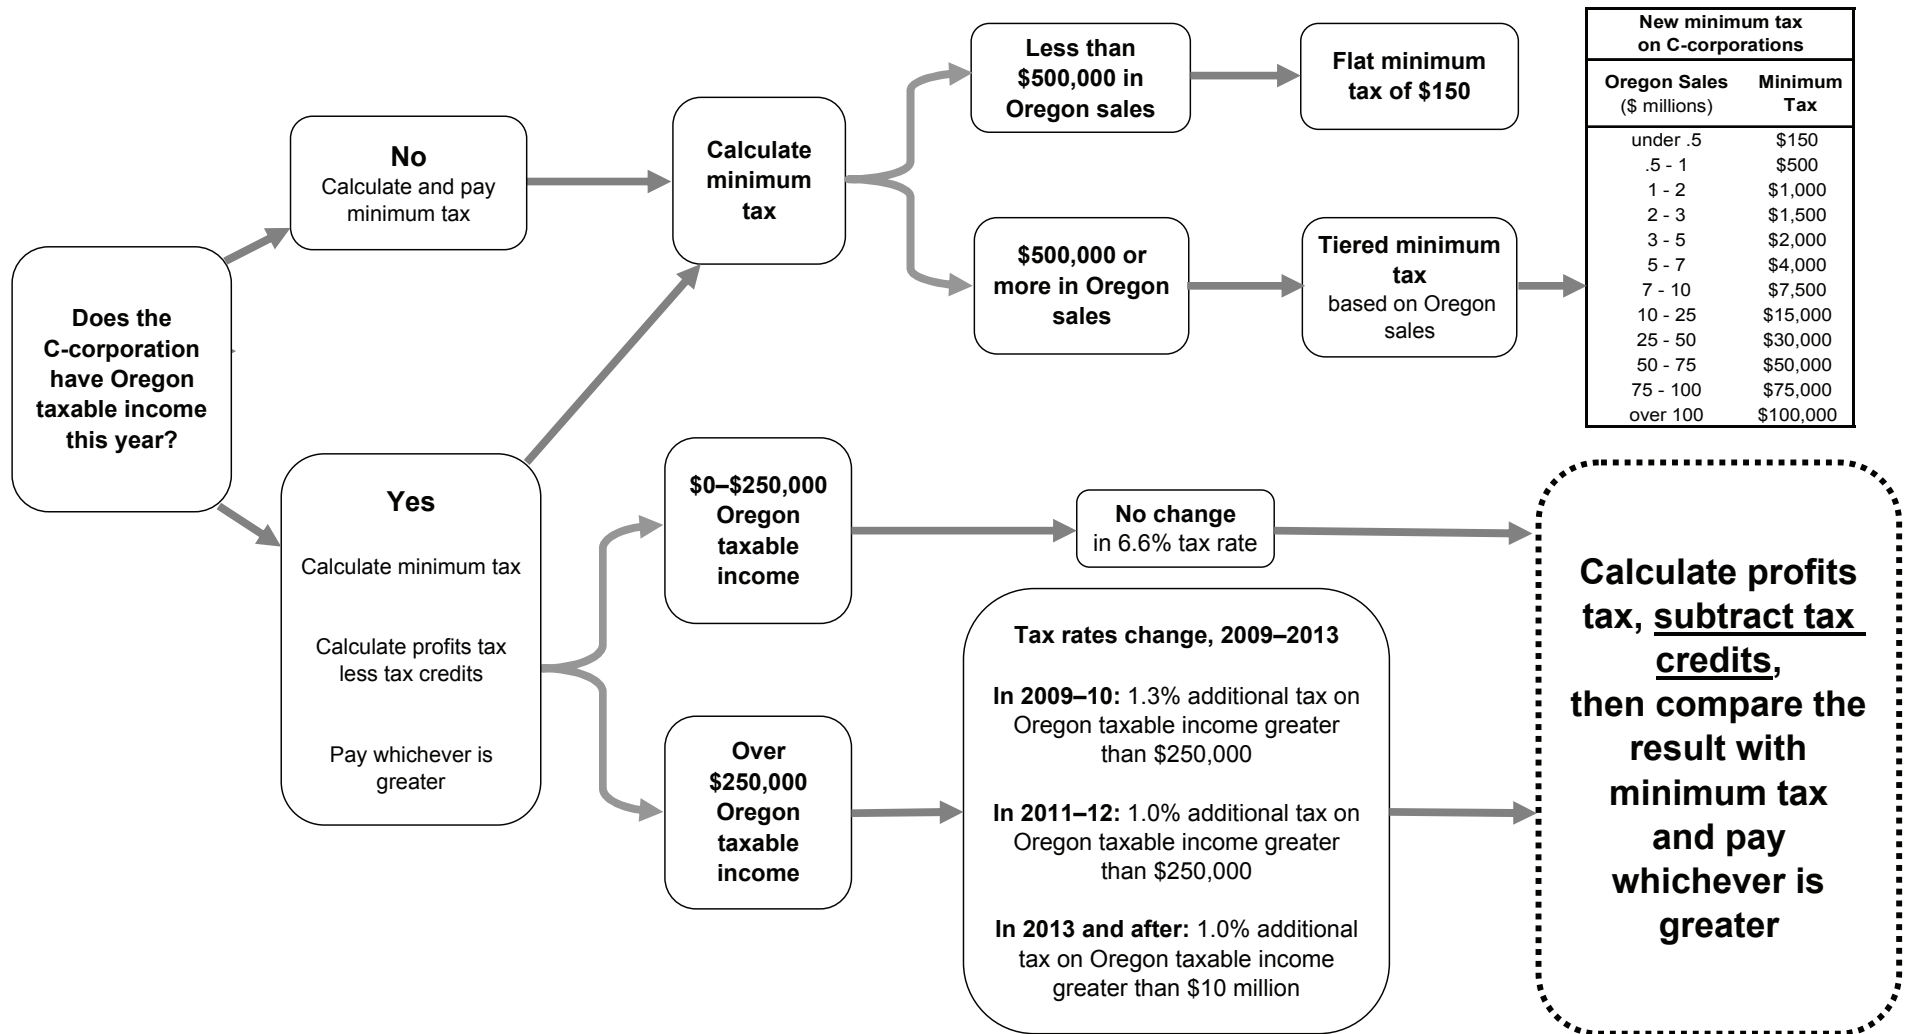 Does the
C-corporation
have Oregon
taxable income
this year?
No
Calculate and pay
minimum tax
Yes
Calculate minimum tax
Calculate profits tax
less tax credits
Pay whichever is
greater
Calculate
minimum
tax
Less than
$500,000 in
Oregon sales
Flat minimum
tax of $150
$500,000 or
more in Oregon
sales
Tiered minimum
tax
based on Oregon
sales
New minimum tax
on C-corporations
Oregon Sales Minimum
($ millions) Tax
under .5 $150
.5 - 1 $500
1 - 2 $1,000
2 - 3 $1,500
3 - 5 $2,000
5 - 7 $4,000
7 - 10 $7,500
10 - 25 $15,000
25 - 50 $30,000
50 - 75 $50,000
75 - 100 $75,000
over 100 $100,000
$0–$250,000
Oregon
taxable
income
No change
in 6.6% tax rate
Over
$250,000
Oregon
taxable
income
Tax rates change, 2009–2013
In 2009–10: 1.3% additional tax on
Oregon taxable income greater
than $250,000
In 2011–12: 1.0% additional tax on
Oregon taxable income greater
than $250,000
In 2013 and after: 1.0% additional
tax on Oregon taxable income
greater than $10 million
Calculate profits
tax, subtract tax
credits,
then compare the
result with
minimum tax
and pay
whichever is
greater